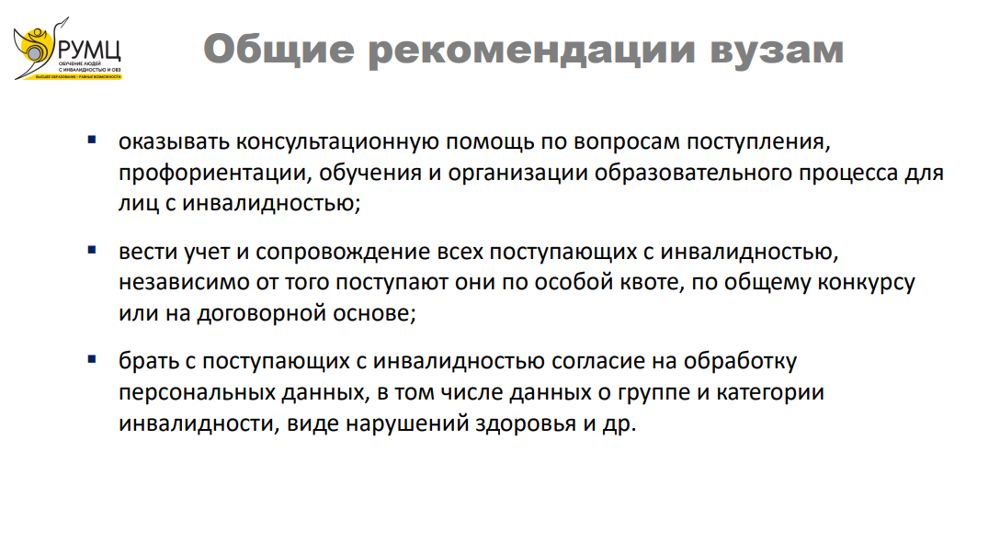 РУМЦ
ОБУЧЕНИЕ ЛЮДЕЙ
С ИНВАЛИДНОСТЬЮ И ОВЗ
ВЫСШЕЕ ОБРАЗОВАНИЕ - РАВНЫЕ ВОЗМОЖНОСТИ
Общие рекомендации вузам
▪ оказывать консультационную помощь по вопросам поступления,
профориентации, обучения и организации образовательного процесса для
лиц с инвалидностью;
▪ вести учет и сопровождение всех поступающих с инвалидностью,
независимо от того поступают они по особой квоте, по общему конкурсу
или на договорной основе;
▪ брать с поступающих с инвалидностью согласие на обработку
персональных данных, в том числе данных о группе и категории
инвалидности, виде нарушений здоровья и др.